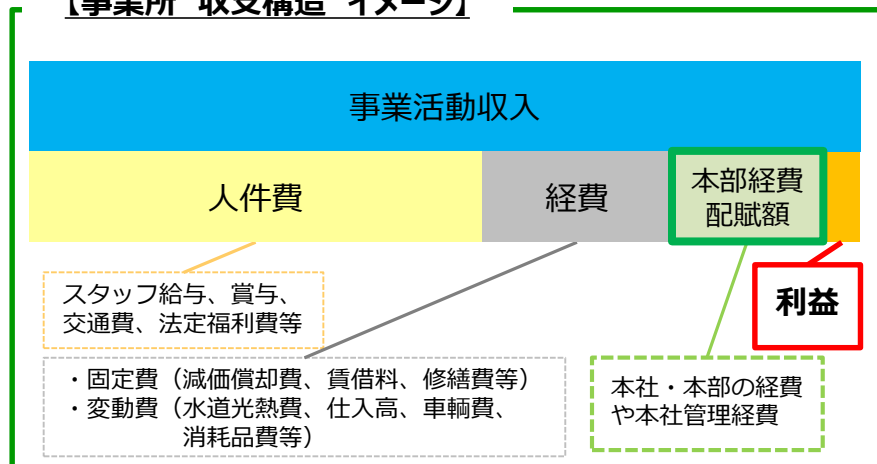 【事業所 収支構造 イメージ】
事業活動収入
人件費
経費
本部経費
配賦額
スタッフ給与、賞与、
交通費、法定福利費等
利益
・固定費（減価償却費、賃借料、修繕費等）
・変動費（水道光熱費、仕入高、車輌費、
消耗品費等）
本社・本部の経費
や本社管理経費